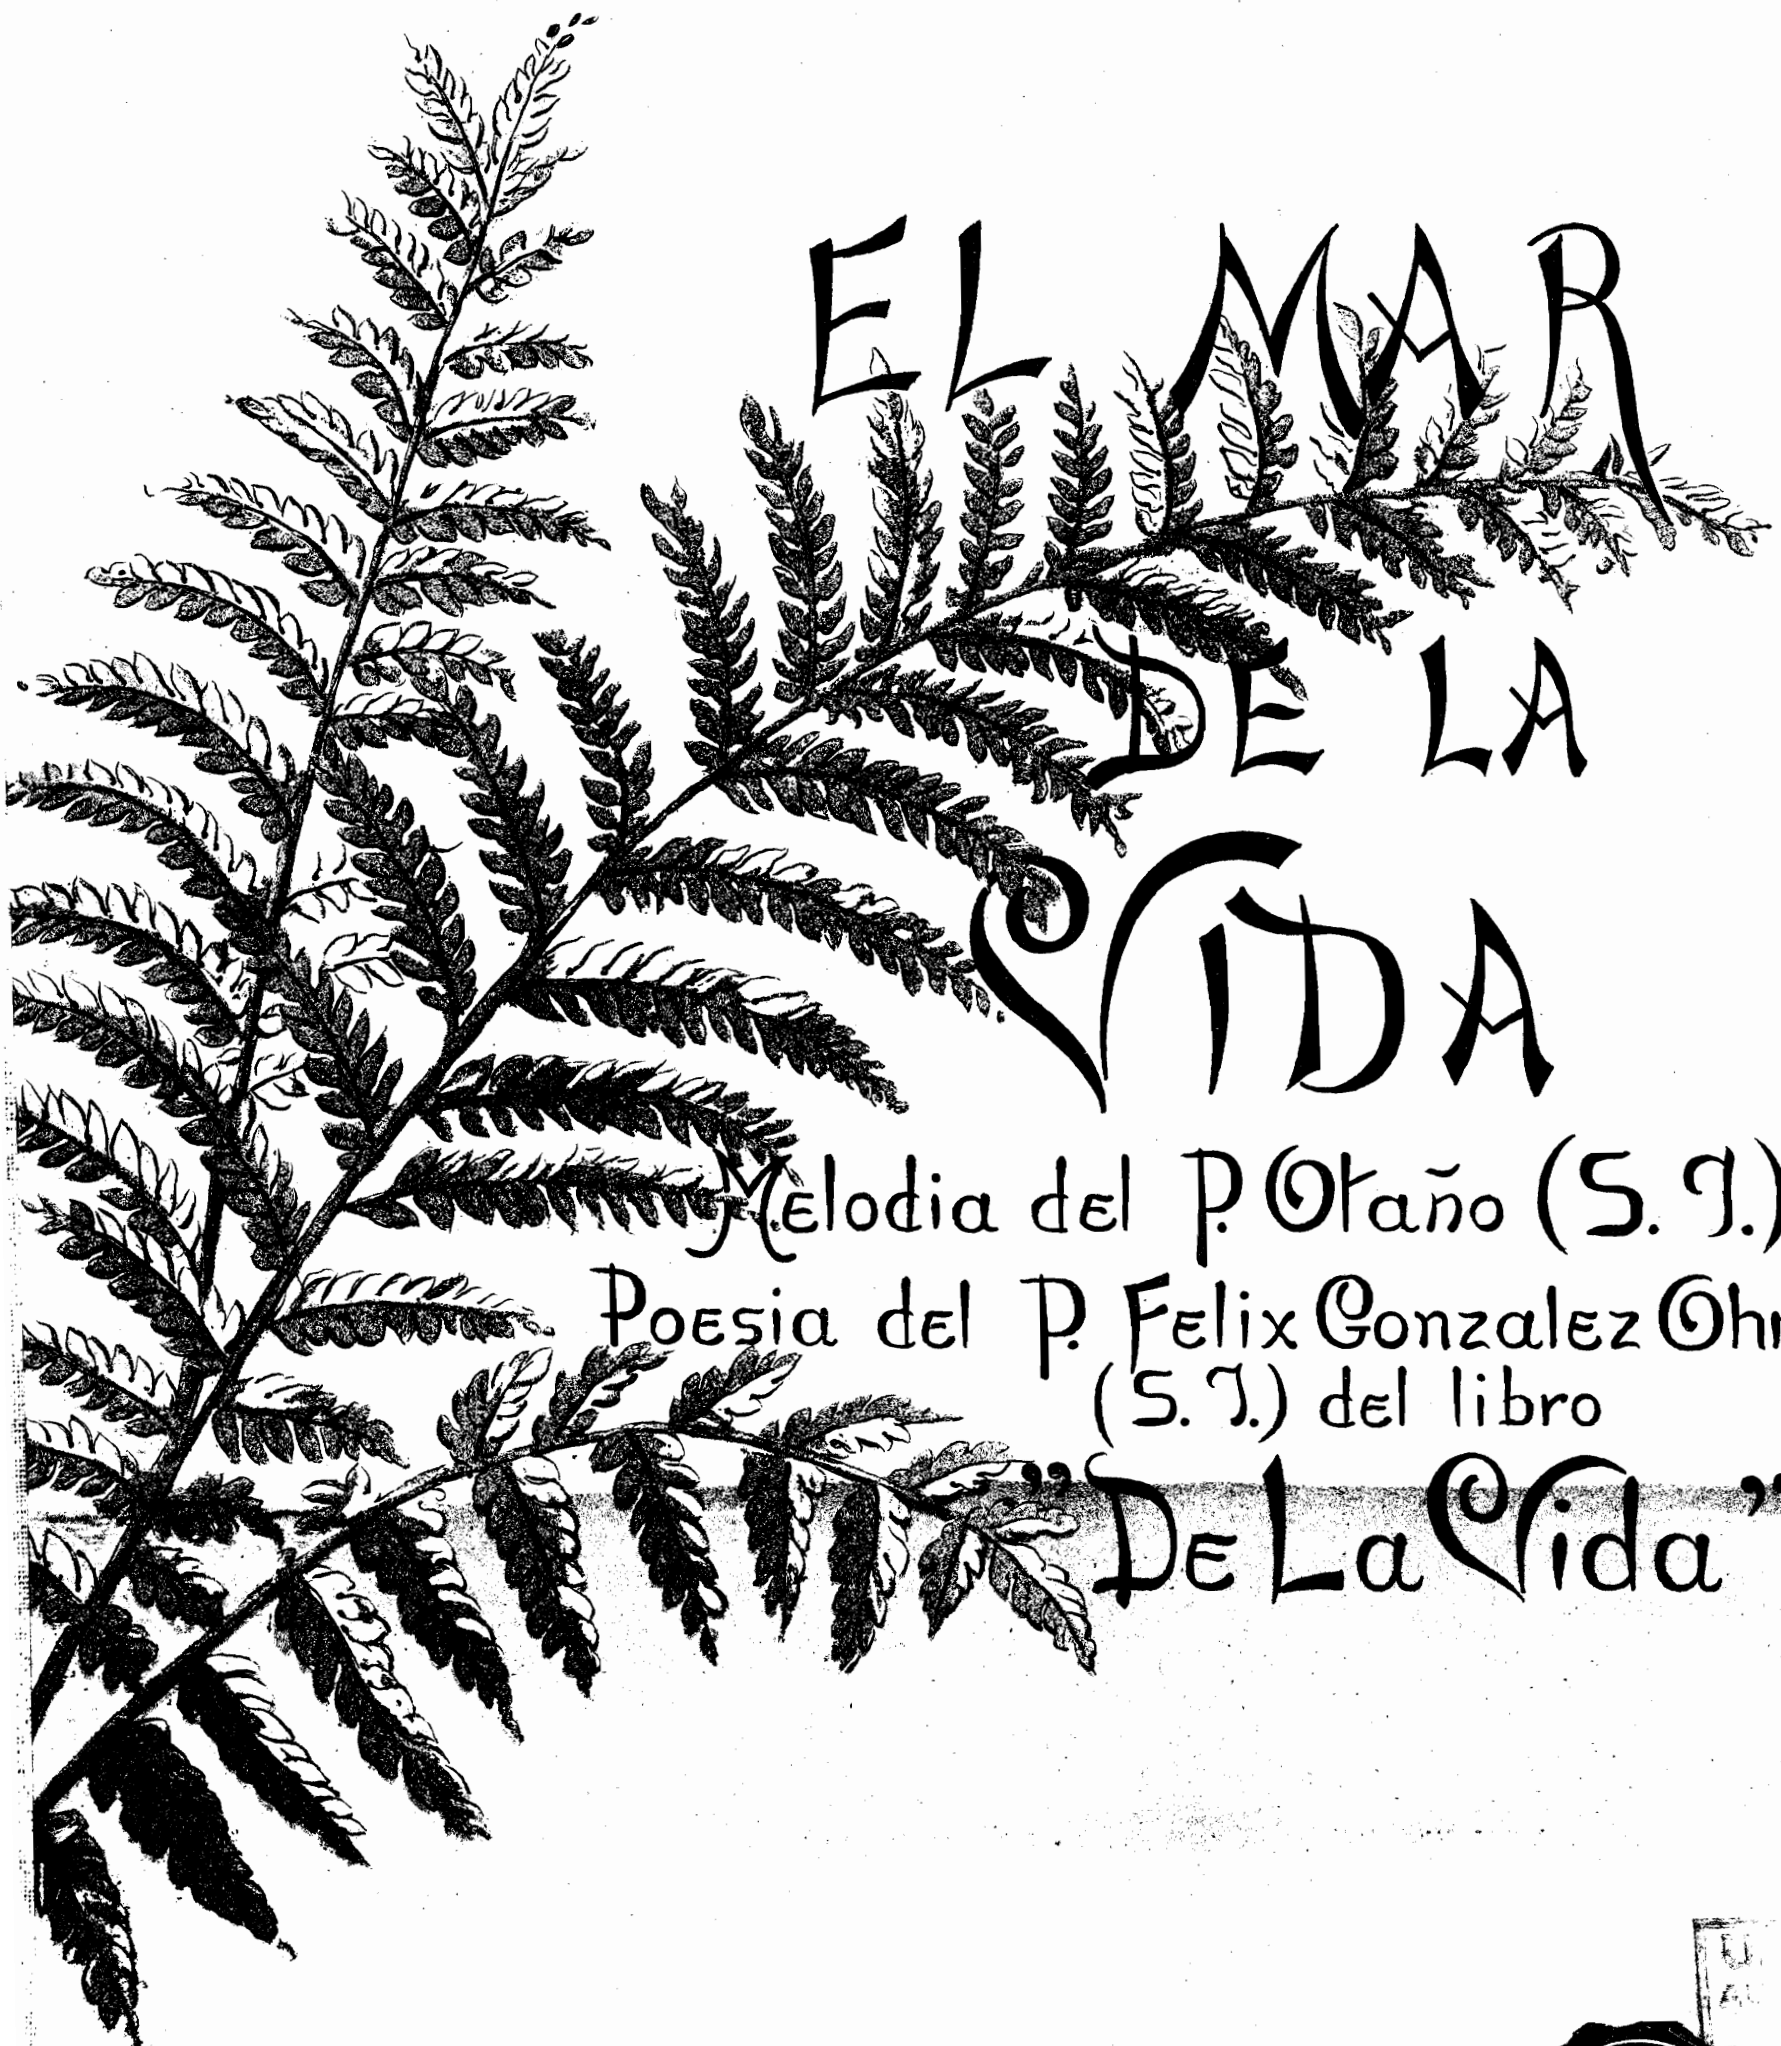 EL MAR
DE LA
VIDA
Melodia del P. Otaño (S. J.)
Poesia del P. Felix Gonzalez
(S. J.) del libro
"De La Vida"